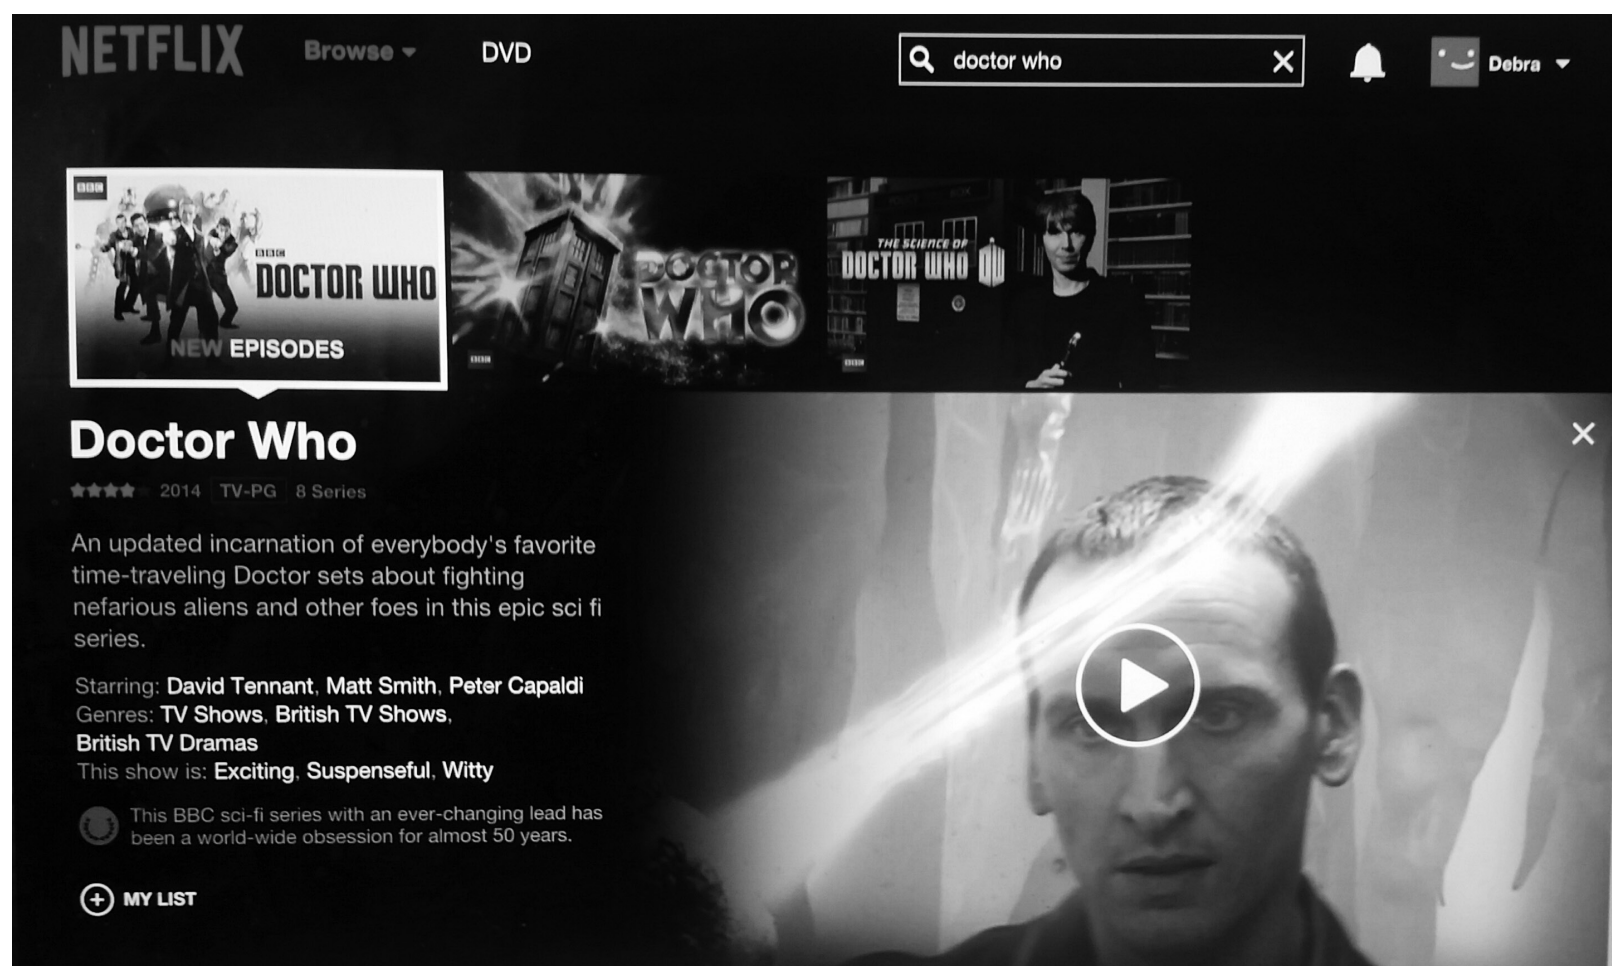 NETFLIX
Browse
DVD
doctor who
Debra
BBC
BBC
DOCTOR WHO
NEW EPISODES
DOCTOR
WHO
BBC
THE SCIENCE OF
DOCTOR WHO DW
BBC
Doctor Who
2014 TV-PG 8 Series
An updated incarnation of everybody's favorite
time-traveling Doctor sets about fighting
nefarious aliens and other foes in this epic sci fi
series.
Starring: David Tennant, Matt Smith, Peter Capaldi
Genres: TV Shows, British TV Shows,
British TV Dramas
This show is: Exciting, Suspenseful, Witty
This BBC sci-fi series with an ever-changing lead has
been a world-wide obsession for almost 50 years.
MY LIST